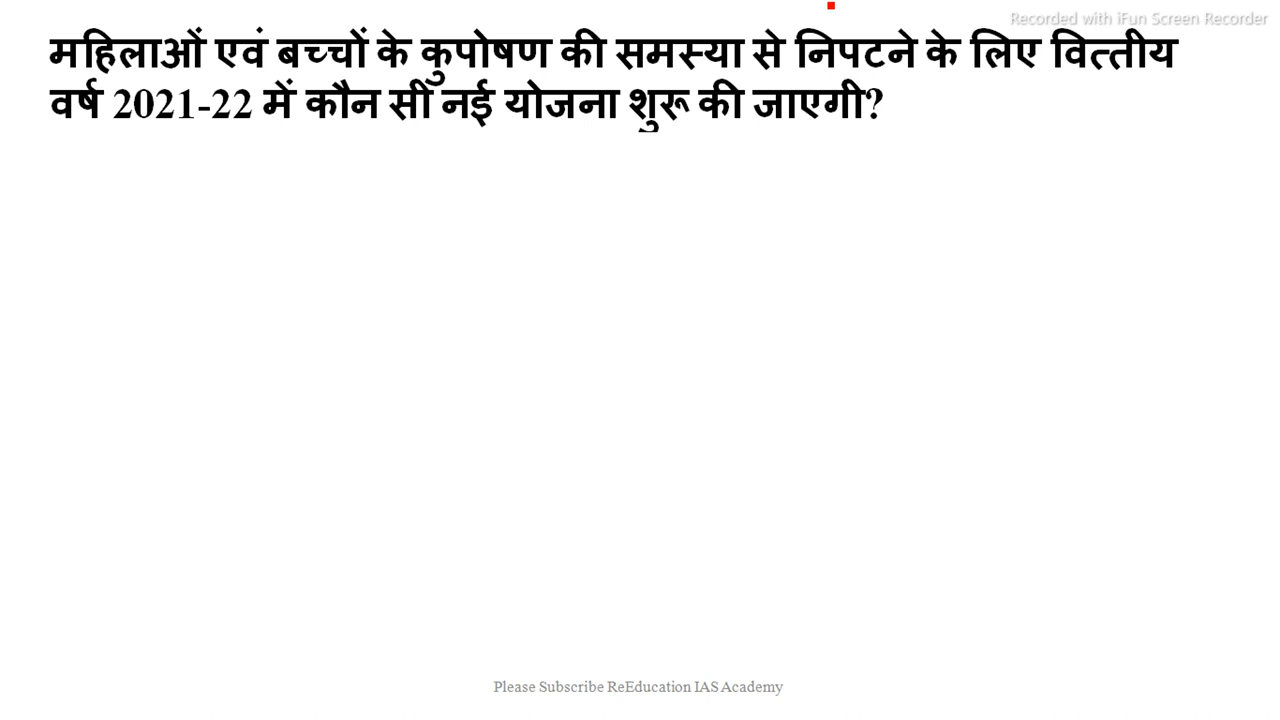 Recorded with iFun Screen Recorder
महिलाओं एवं बच्चों के कुपोषण की समस्या से निपटने के लिए वित्तीय
वर्ष 2021-22 में कौन सी नई योजना शुरू की जाएगी?
Please Subscribe ReEducation IAS Academy